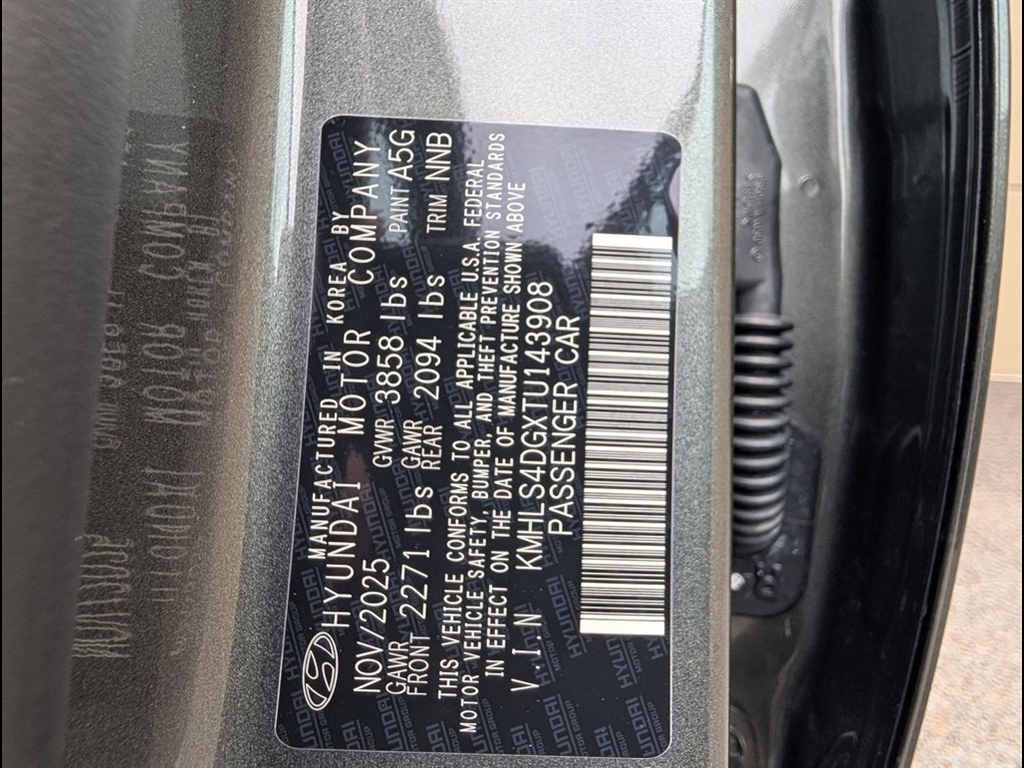 MANUFACTURED IN KOREA BY
HYUNDAI MOTOR COMPANY
NOV/2025 GVWR 3858 lbs PAINT A5G
GAWR FRONT 2271 lbs GAWR REAR 2094 lbs TRIM NNB
THIS VEHICLE CONFORMS TO ALL APPLICABLE U.S.A. FEDERAL
MOTOR VEHICLE SAFETY, BUMPER, AND THEFT PREVENTION STANDARDS
IN EFFECT ON THE DATE OF MANUFACTURE SHOWN ABOVE
V.I.N KMHLS4DGXTU143908
PASSENGER CAR